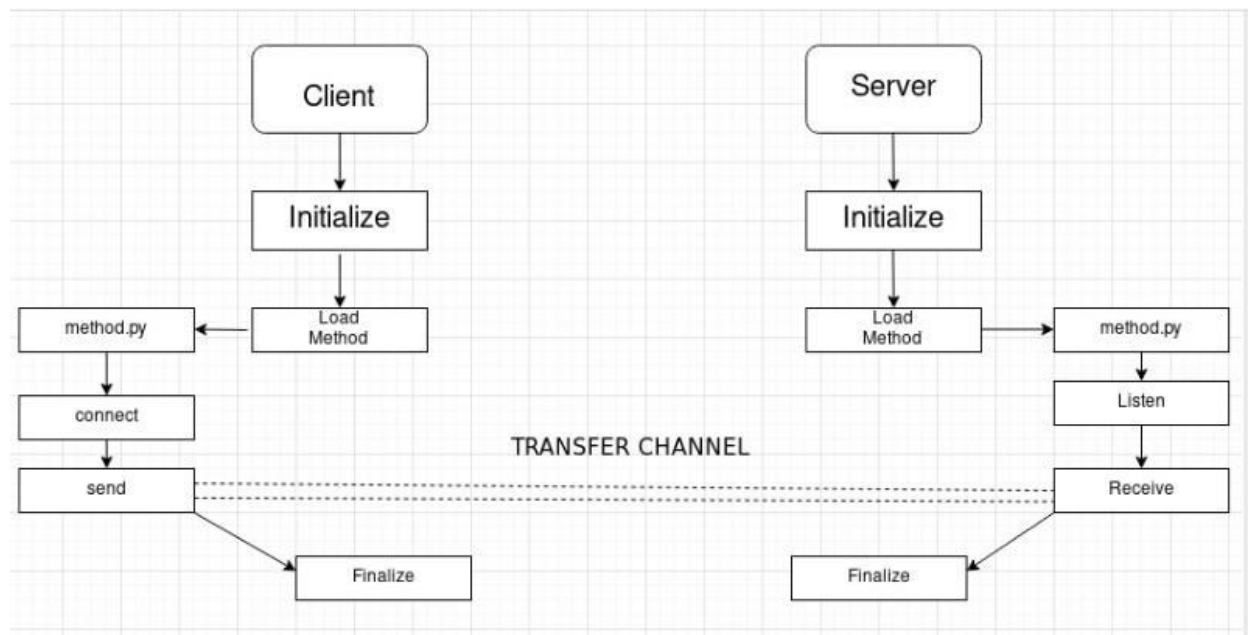 Client
Server
Initialize
Initialize
Load
Method
Load
Method
method.py
method.py
connect
Listen
TRANSFER CHANNEL
send
Receive
Finalize
Finalize